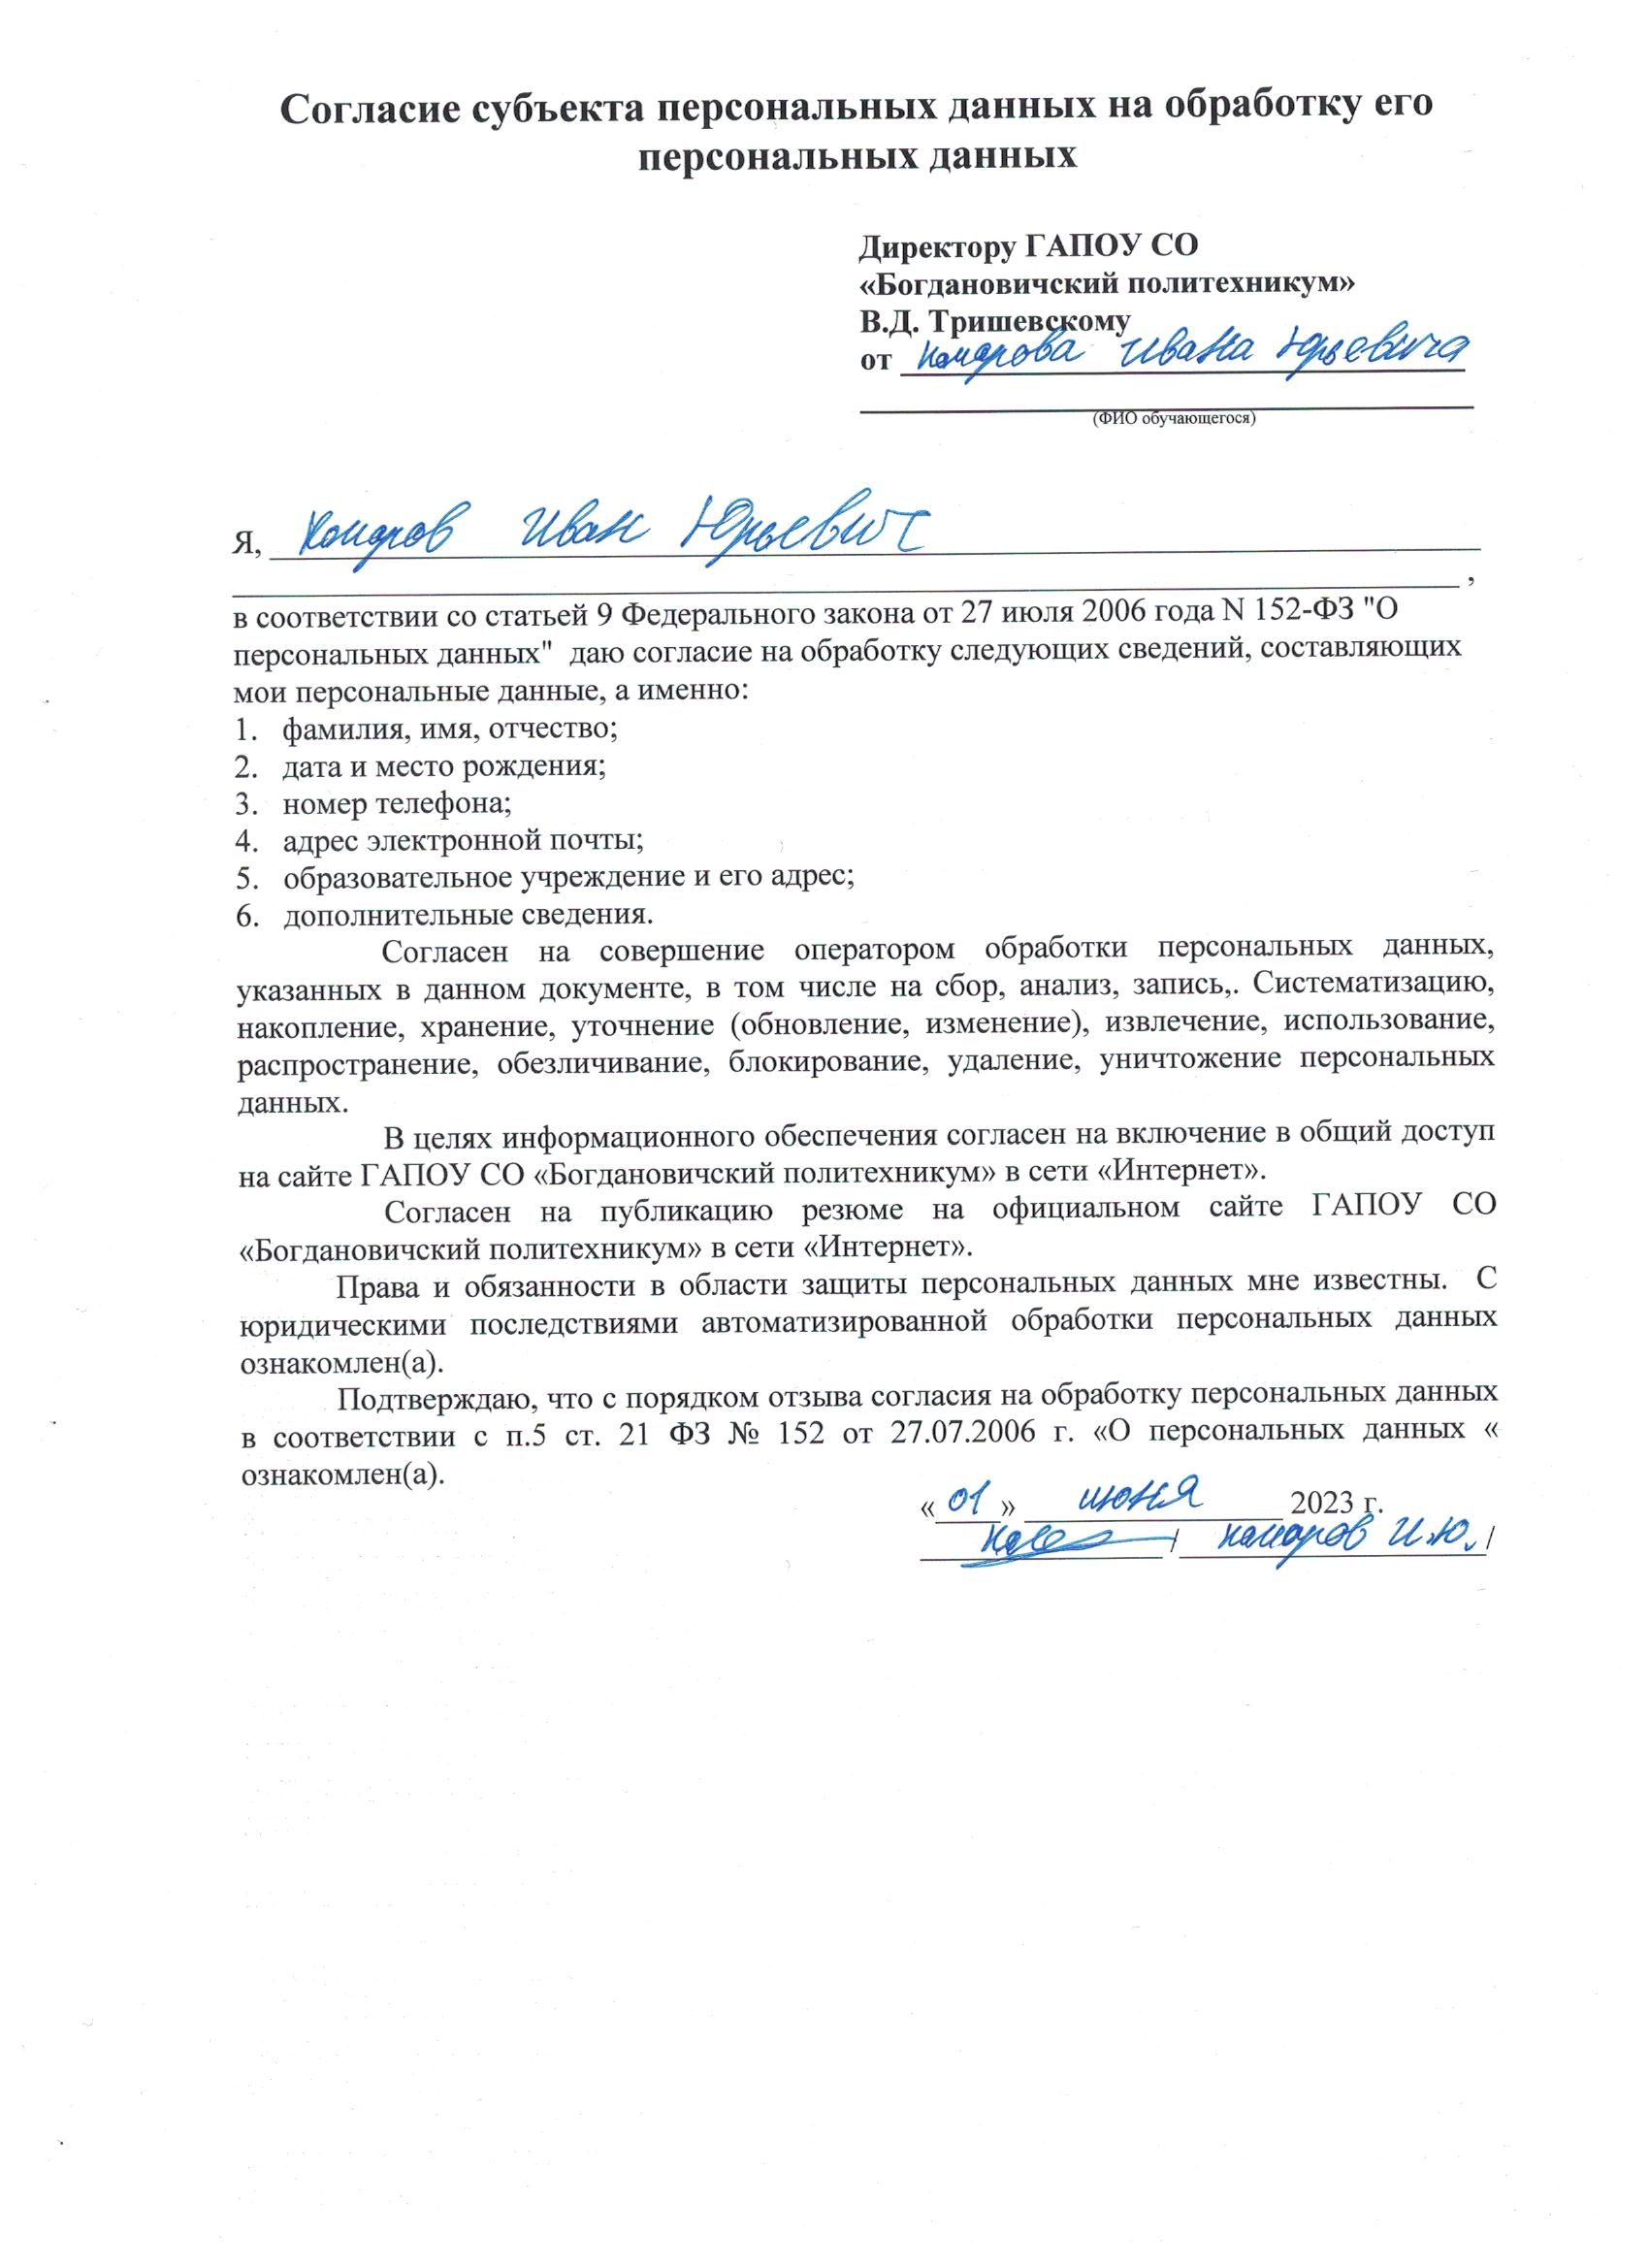 Согласие субъекта персональных данных на обработку его
персональных данных
Директору ГАПОУ СО
«Богдановичский политехникум»
В.Д. Тришевскому
от Комарова Ивана Юрьевича
(ФИО обучающегося)
Я, Комаров Иван Юрьевич
,
в соответствии со статьей 9 Федерального закона от 27 июля 2006 года N 152-ФЗ "О
персональных данных" даю согласие на обработку следующих сведений, составляющих
мои персональные данные, а именно:
1. фамилия, имя, отчество;
2. дата и место рождения;
3. номер телефона;
4. адрес электронной почты;
5. образовательное учреждение и его адрес;
6. дополнительные сведения.
Согласен на совершение оператором обработки персональных данных,
указанных в данном документе, в том числе на сбор, анализ, запись,. Систематизацию,
накопление, хранение, уточнение (обновление, изменение), извлечение, использование,
распространение, обезличивание, блокирование, удаление, уничтожение персональных
данных.
В целях информационного обеспечения согласен на включение в общий доступ
на сайте ГАПОУ СО «Богдановичский политехникум» в сети «Интернет».
Согласен на публикацию резюме на официальном сайте ГАПОУ СО
«Богдановичский политехникум» в сети «Интернет».
Права и обязанности в области защиты персональных данных мне известны. С
юридическими последствиями автоматизированной обработки персональных данных
ознакомлен(а).
Подтверждаю, что с порядком отзыва согласия на обработку персональных данных
в соответствии с п.5 ст. 21 ФЗ № 152 от 27.07.2006 г. «О персональных данных «
ознакомлен(а).
«01» июня 2023 г.
/ Комаров И.Ю. /